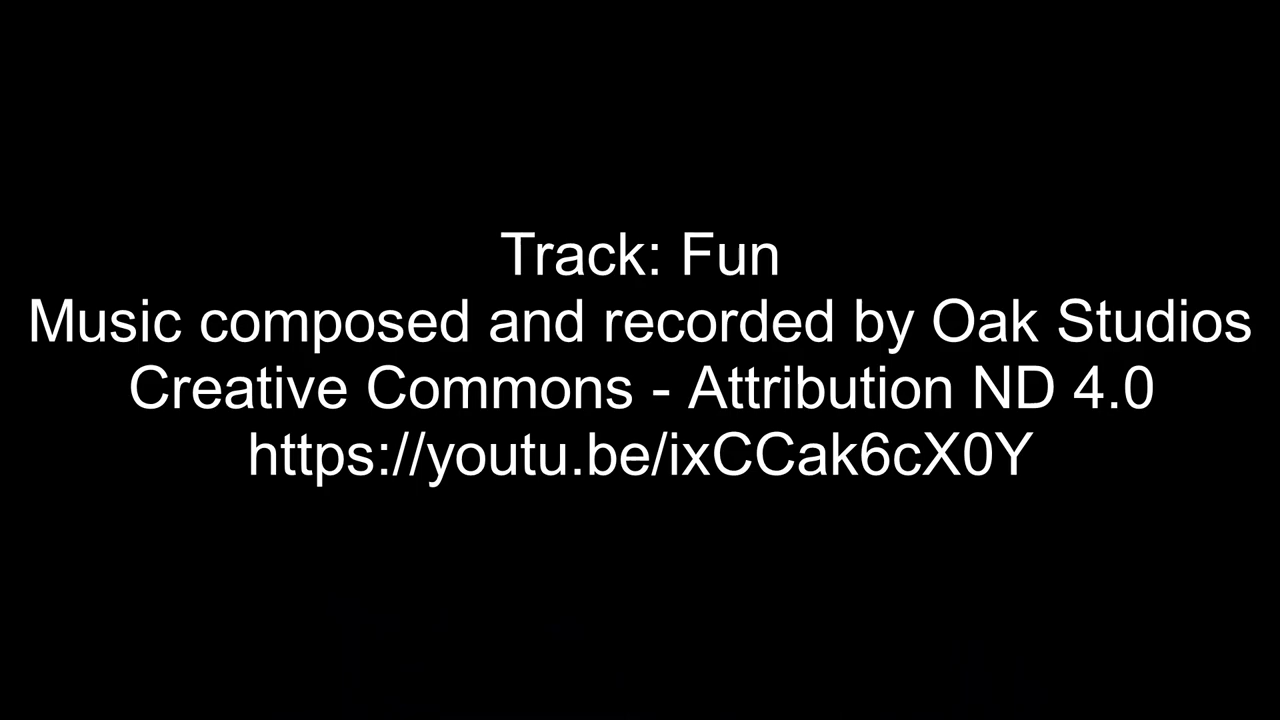 Track: Fun
Music composed and recorded by Oak Studios
Creative Commons - Attribution ND 4.0
https://youtu.be/ixCCak6cX0Y